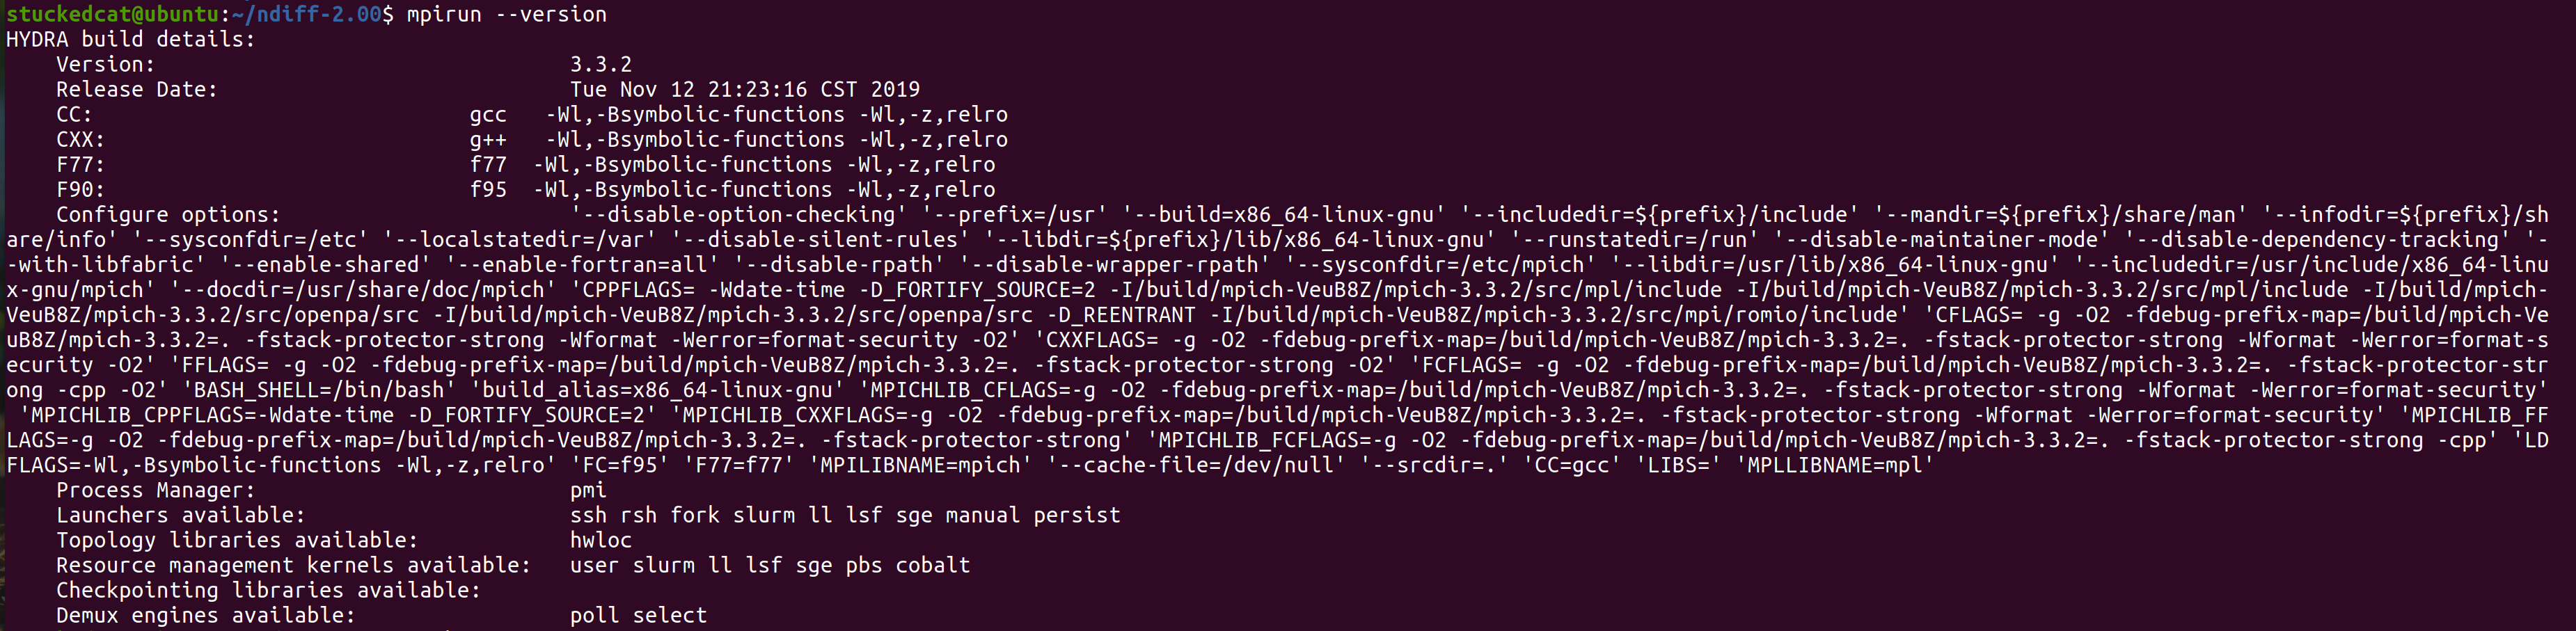 stuckedcat@ubuntu:~/ndiff-2.00$ mpirun --version
HYDRA build details:
    Version:                                 3.3.2
    Release Date:                            Tue Nov 12 21:23:16 CST 2019
    CC:                              gcc   -Wl,-Bsymbolic-functions -Wl,-z,relro
    CXX:                             g++   -Wl,-Bsymbolic-functions -Wl,-z,relro
    F77:                             f77  -Wl,-Bsymbolic-functions -Wl,-z,relro
    F90:                             f95  -Wl,-Bsymbolic-functions -Wl,-z,relro
    Configure options:                       '--disable-option-checking' '--prefix=/usr' '--build=x86_64-linux-gnu' '--includedir=${prefix}/include' '--mandir=${prefix}/share/man' '--infodir=${prefix}/sh
are/info' '--sysconfdir=/etc' '--localstatedir=/var' '--disable-silent-rules' '--libdir=${prefix}/lib/x86_64-linux-gnu' '--runstatedir=/run' '--disable-maintainer-mode' '--disable-dependency-tracking' '-
-with-libfabric' '--enable-shared' '--enable-fortran=all' '--disable-rpath' '--disable-wrapper-rpath' '--sysconfdir=/etc/mpich' '--libdir=/usr/lib/x86_64-linux-gnu' '--includedir=/usr/include/x86_64-linu
x-gnu/mpich' '--docdir=/usr/share/doc/mpich' 'CPPFLAGS= -Wdate-time -D_FORTIFY_SOURCE=2 -I/build/mpich-VeuB8Z/mpich-3.3.2/src/mpl/include -I/build/mpich-VeuB8Z/mpich-3.3.2/src/mpl/include -I/build/mpich-
VeuB8Z/mpich-3.3.2/src/openpa/src -I/build/mpich-VeuB8Z/mpich-3.3.2/src/openpa/src -D_REENTRANT -I/build/mpich-VeuB8Z/mpich-3.3.2/src/mpi/romio/include' 'CFLAGS= -g -O2 -fdebug-prefix-map=/build/mpich-Ve
uB8Z/mpich-3.3.2=. -fstack-protector-strong -Wformat -Werror=format-security -O2' 'CXXFLAGS= -g -O2 -fdebug-prefix-map=/build/mpich-VeuB8Z/mpich-3.3.2=. -fstack-protector-strong -Wformat -Werror=format-s
ecurity -O2' 'FFLAGS= -g -O2 -fdebug-prefix-map=/build/mpich-VeuB8Z/mpich-3.3.2=. -fstack-protector-strong -O2' 'FCFLAGS= -g -O2 -fdebug-prefix-map=/build/mpich-VeuB8Z/mpich-3.3.2=. -fstack-protector-str
ong -cpp -O2' 'BASH_SHELL=/bin/bash' 'build_alias=x86_64-linux-gnu' 'MPICHLIB_CFLAGS=-g -O2 -fdebug-prefix-map=/build/mpich-VeuB8Z/mpich-3.3.2=. -fstack-protector-strong -Wformat -Werror=format-security'
 'MPICHLIB_CPPFLAGS=-Wdate-time -D_FORTIFY_SOURCE=2' 'MPICHLIB_CXXFLAGS=-g -O2 -fdebug-prefix-map=/build/mpich-VeuB8Z/mpich-3.3.2=. -fstack-protector-strong -Wformat -Werror=format-security' 'MPICHLIB_FF
LAGS=-g -O2 -fdebug-prefix-map=/build/mpich-VeuB8Z/mpich-3.3.2=. -fstack-protector-strong' 'MPICHLIB_FCFLAGS=-g -O2 -fdebug-prefix-map=/build/mpich-VeuB8Z/mpich-3.3.2=. -fstack-protector-strong -cpp' 'LD
FLAGS=-Wl,-Bsymbolic-functions -Wl,-z,relro' 'FC=f95' 'F77=f77' 'MPILIBNAME=mpich' '--cache-file=/dev/null' '--srcdir=.' 'CC=gcc' 'LIBS=' 'MPLLIBNAME=mpl'
    Process Manager:                         pmi
    Launchers available:                     ssh rsh fork slurm ll lsf sge manual persist
    Topology libraries available:            hwloc
    Resource management kernels available:   user slurm ll lsf sge pbs cobalt
    Checkpointing libraries available:
    Demux engines available:                 poll select